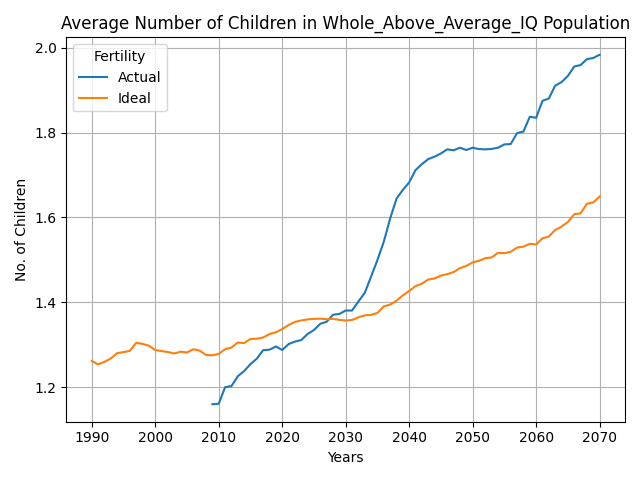 Average Number of Children in Whole_Above_Average_IQ Population
Fertility
Actual
Ideal
2.0
1.8
1.6
1.4
1.2
No. of Children
1990 2000 2010 2020 2030 2040 2050 2060 2070
Years